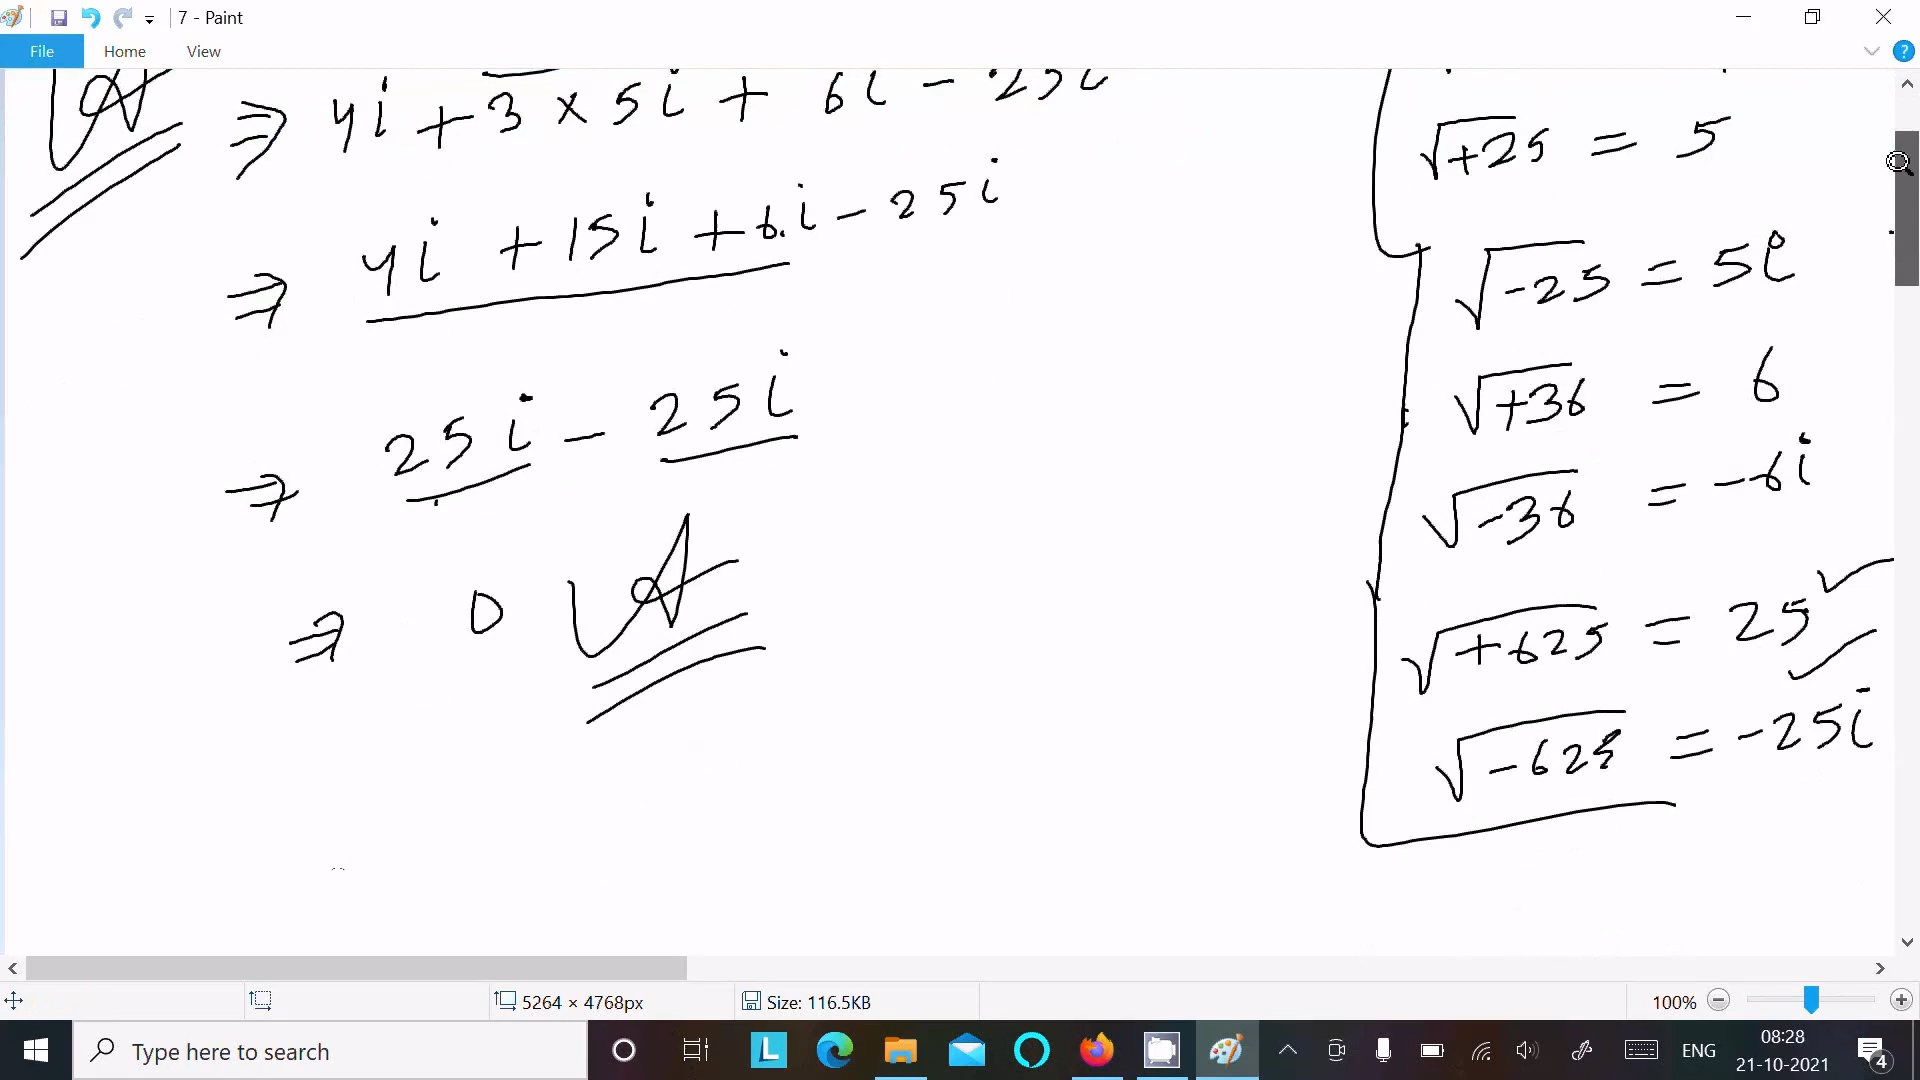 7 - Paint
File Home View
⇒ 4i + 3 × 5i + 6i - 25i
⇒ 4i + 15i + 6i - 25i
⇒ 25i - 25i
⇒ 0
√+25 = 5
√-25 = 5i
√+36 = 6
√-36 = -6i
√+625 = 25
√-625 = -25i
5264 × 4768px
Size: 116.5KB
100%
Type here to search
L
ENG
08:28
21-10-2021
4